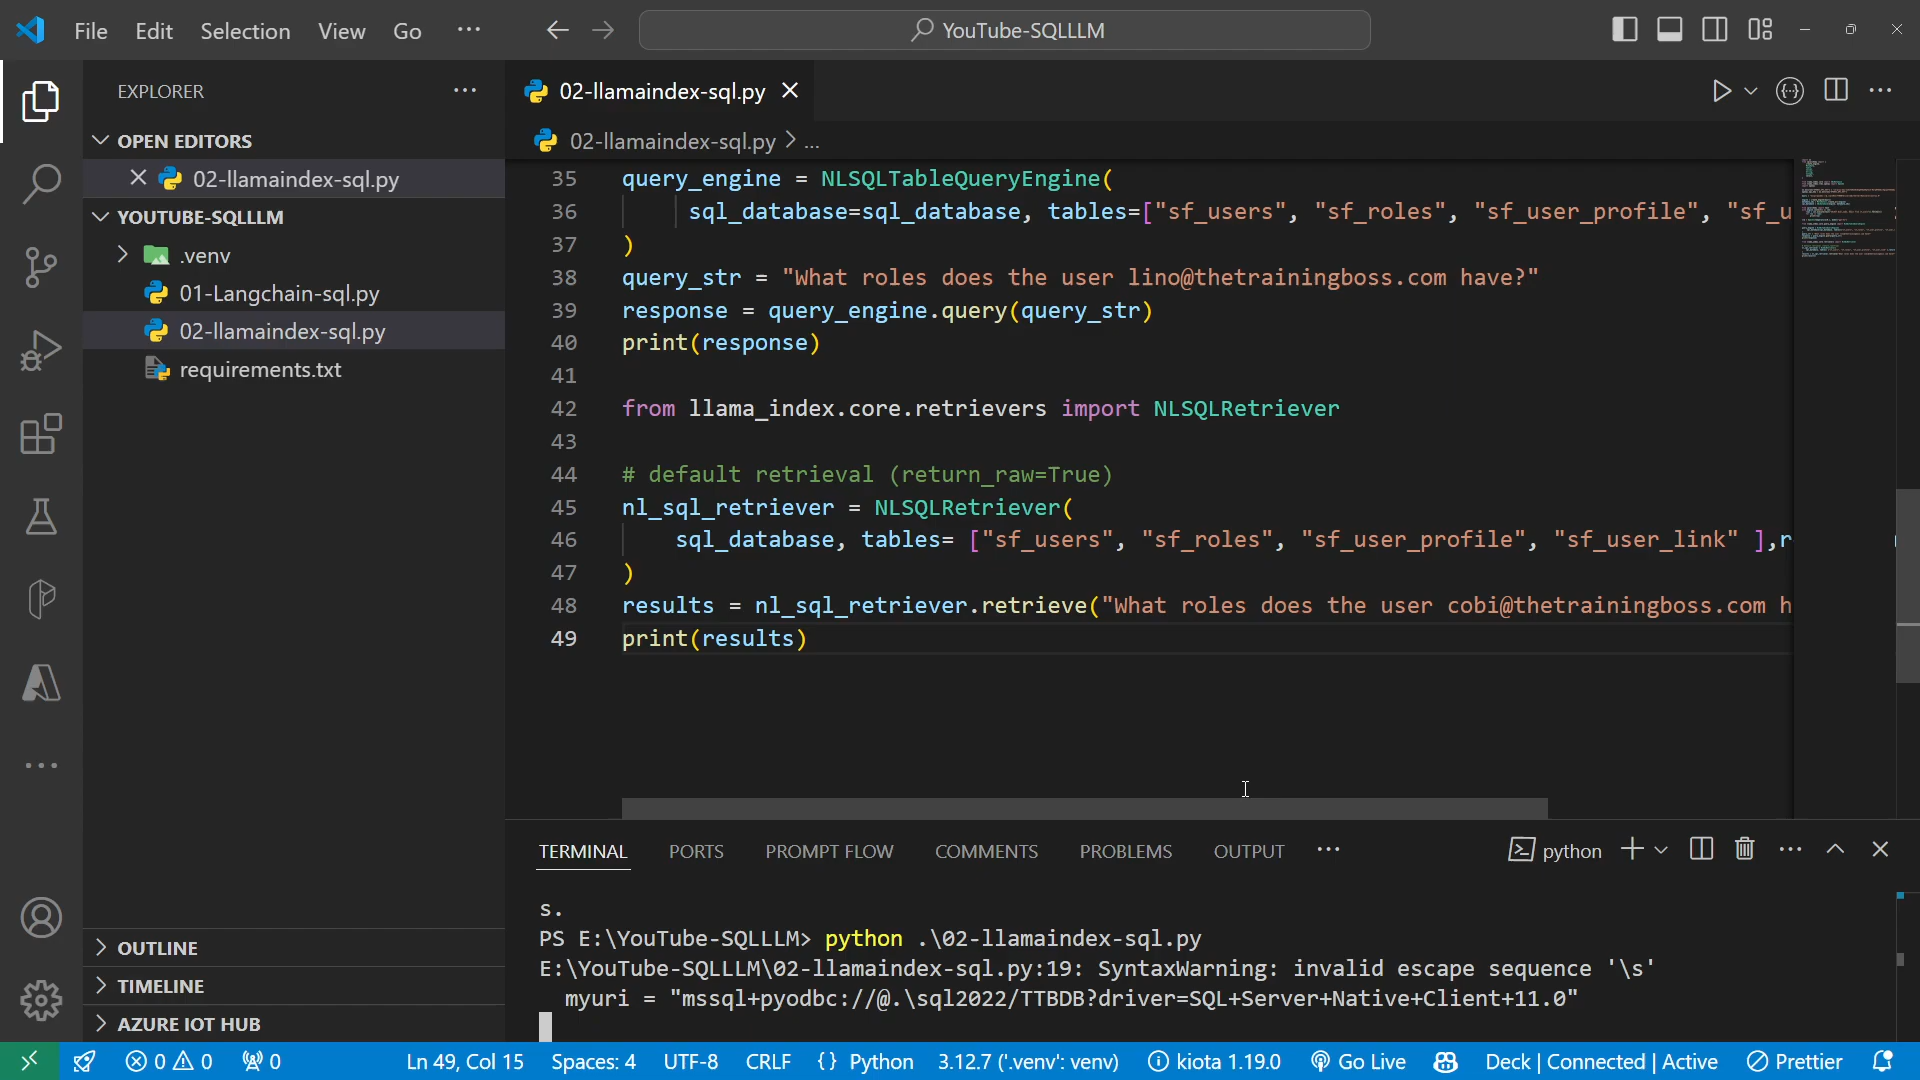 File Edit Selection View Go ···
YouTube-SQLLLM
EXPLORER
OPEN EDITORS
02-llamaindex-sql.py
YOUTUBE-SQLLLM
.venv
01-Langchain-sql.py
02-llamaindex-sql.py
requirements.txt
OUTLINE
TIMELINE
AZURE IOT HUB
02-llamaindex-sql.py
02-llamaindex-sql.py > ...
35 query_engine = NLSQLTableQueryEngine(
36 sql_database=sql_database, tables=["sf_users", "sf_roles", "sf_user_profile", "sf_u
37 )
38 query_str = "What roles does the user lino@thetrainingboss.com have?"
39 response = query_engine.query(query_str)
40 print(response)
41
42 from llama_index.core.retrievers import NLSQLRetriever
43
44 # default retrieval (return_raw=True)
45 nl_sql_retriever = NLSQLRetriever(
46 sql_database, tables= ["sf_users", "sf_roles", "sf_user_profile", "sf_user_link" ],r
47 )
48 results = nl_sql_retriever.retrieve("What roles does the user cobi@thetrainingboss.com h
49 print(results)
TERMINAL PORTS PROMPT FLOW COMMENTS PROBLEMS OUTPUT ··· python
s.
PS E:\YouTube-SQLLLM> python .\02-llamaindex-sql.py
E:\YouTube-SQLLLM\02-llamaindex-sql.py:19: SyntaxWarning: invalid escape sequence '\s'
myuri = "mssql+pyodbc://@.\sql2022/TTBDB?driver=SQL+Server+Native+Client+11.0"
0 0 0 Ln 49, Col 15 Spaces: 4 UTF-8 CRLF {} Python 3.12.7 ('.venv': venv) kiota 1.19.0 Go Live Deck | Connected | Active Prettier